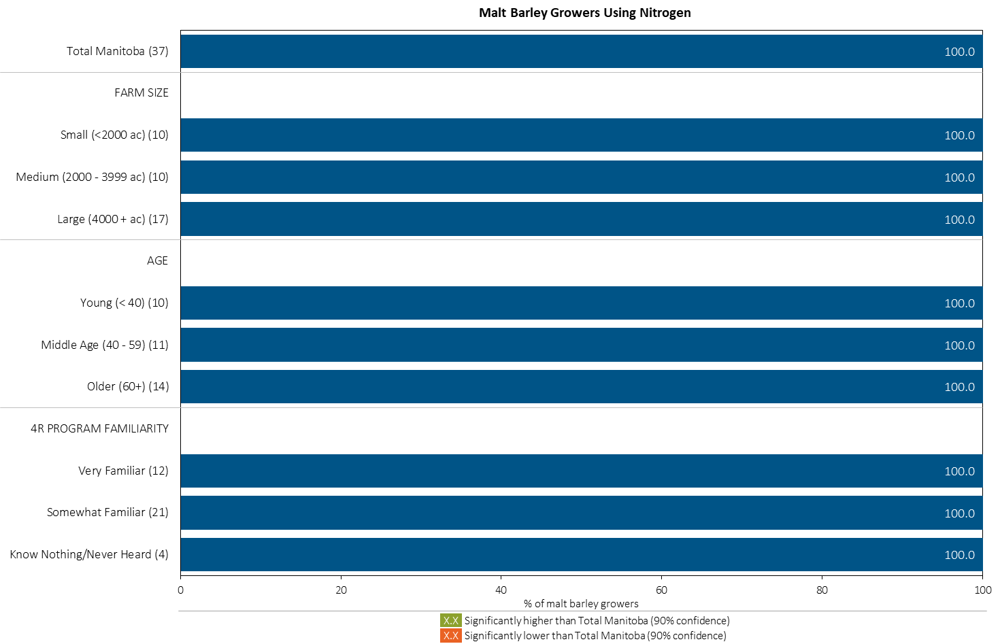 Malt Barley Growers Using Nitrogen
Total Manitoba (37) 100.0
FARM SIZE
Small (<2000 ac) (10) 100.0
Medium (2000 - 3999 ac) (10) 100.0
Large (4000 + ac) (17) 100.0
AGE
Young (< 40) (10) 100.0
Middle Age (40 - 59) (11) 100.0
Older (60+) (14) 100.0
4R PROGRAM FAMILIARITY
Very Familiar (12) 100.0
Somewhat Familiar (21) 100.0
Know Nothing/Never Heard (4) 100.0
0 20 40 60 80 100
% of malt barley growers
X.X Significantly higher than Total Manitoba (90% confidence)
X.X Significantly lower than Total Manitoba (90% confidence)